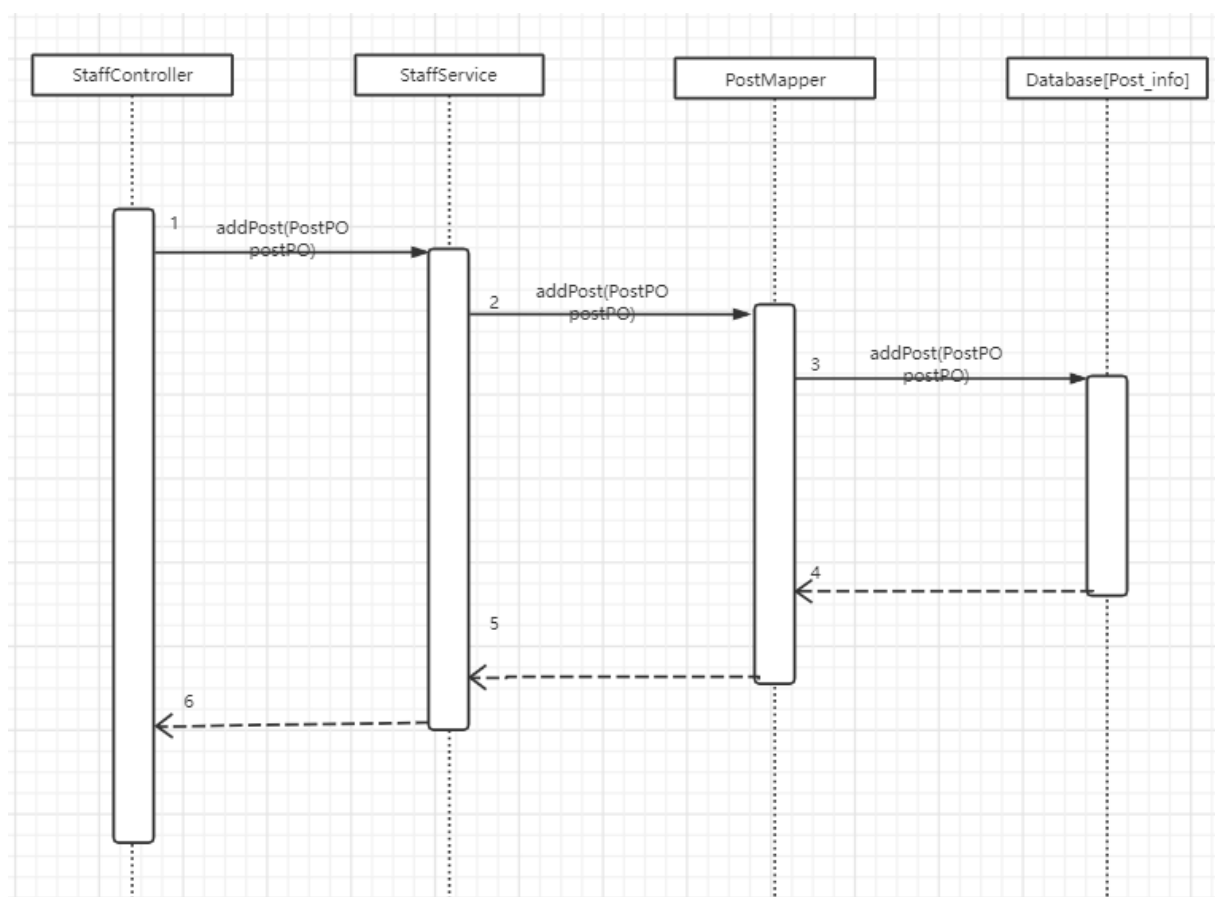 StaffController
StaffService
PostMapper
Database[Post_info]
1
addPost(PostPO
postPO)
2
addPost(PostPO
postPO)
3
addPost(PostPO
postPO)
4
5
6